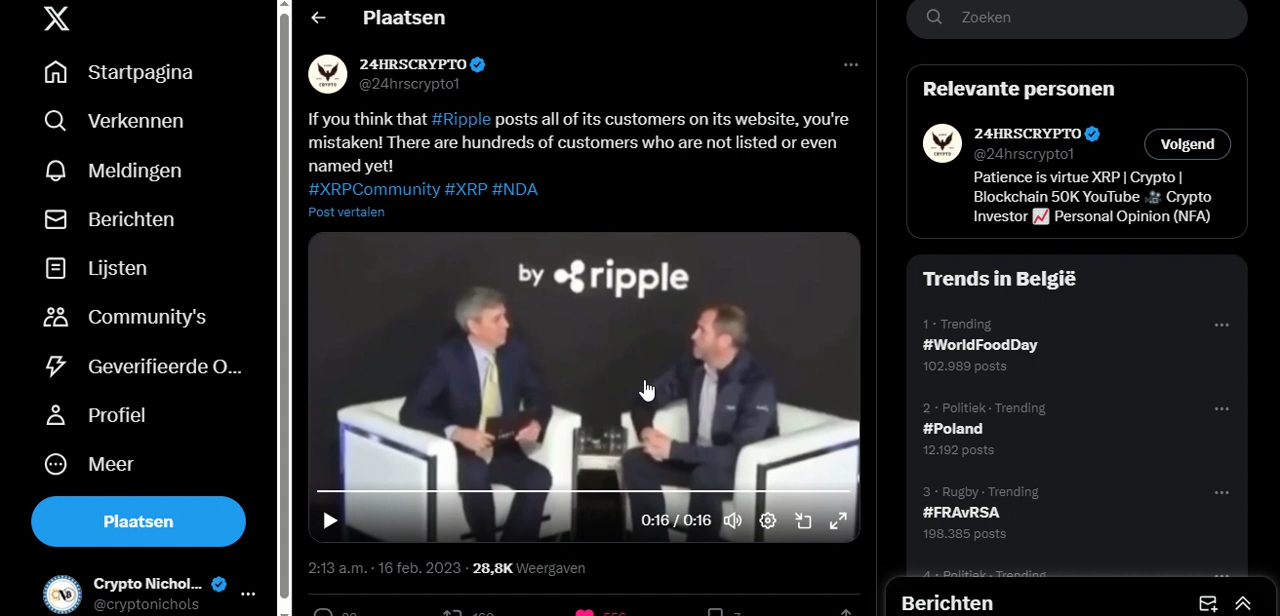 Startpagina
Verkennen
Meldingen
Berichten
Lijsten
Community's
Geverifieerde O...
Profiel
Meer
Plaatsen
Crypto Nichol...
@cryptonichols
Plaatsen
24HRSCRYPTO
@24hrscrypto1
If you think that #Ripple posts all of its customers on its website, you're
mistaken! There are hundreds of customers who are not listed or even
named yet!
#XRPCommunity #XRP #NDA
Post vertalen
by ripple
0:16 / 0:16
2:13 a.m. · 16 feb. 2023 · 28,8K Weergaven
Zoeken
Relevante personen
24HRSCRYPTO
@24hrscrypto1
Volgend
Patience is virtue XRP | Crypto |
Blockchain 50K YouTube 🎥 Crypto
Investor 📈 Personal Opinion (NFA)
Trends in België
1 · Trending
#WorldFoodDay
102.989 posts
2 · Politiek · Trending
#Poland
12.192 posts
3 · Rugby · Trending
#FRAvRSA
198.385 posts
4 · Politiek · Trending
Berichten